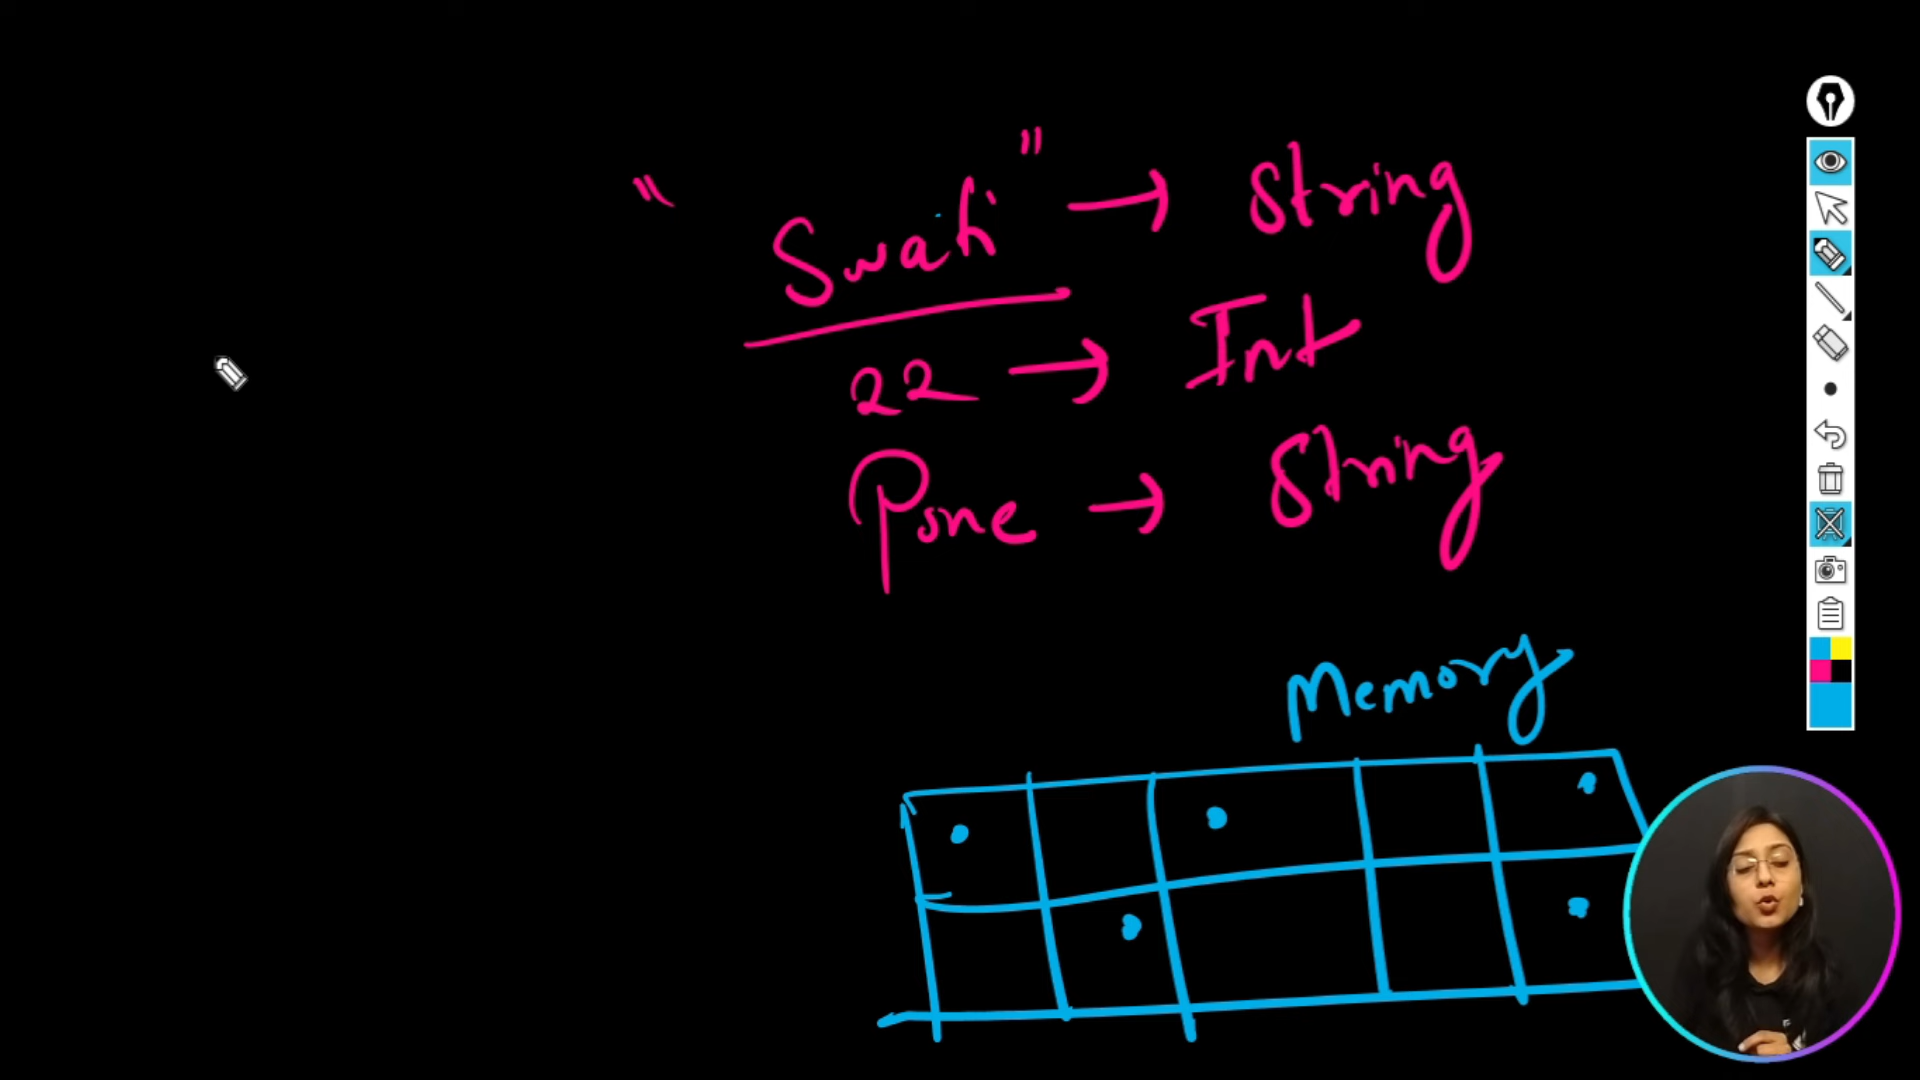 "Swati" → String
22 → Int
Pune → String
Memory